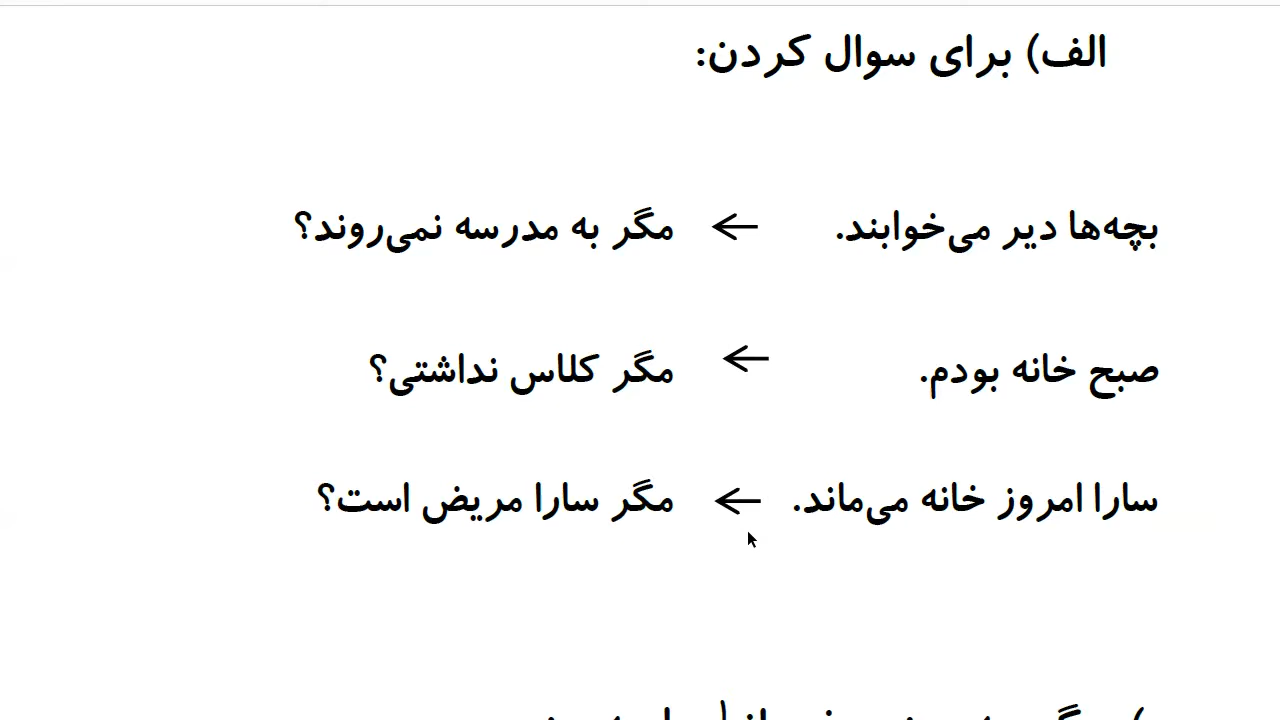 الف) برای سوال کردن:
بچه‌ها دیر می‌خوابند. ← مگر به مدرسه نمی‌روند؟
صبح خانه بودم. ← مگر کلاس نداشتی؟
سارا امروز خانه می‌ماند. ← مگر سارا مریض است؟